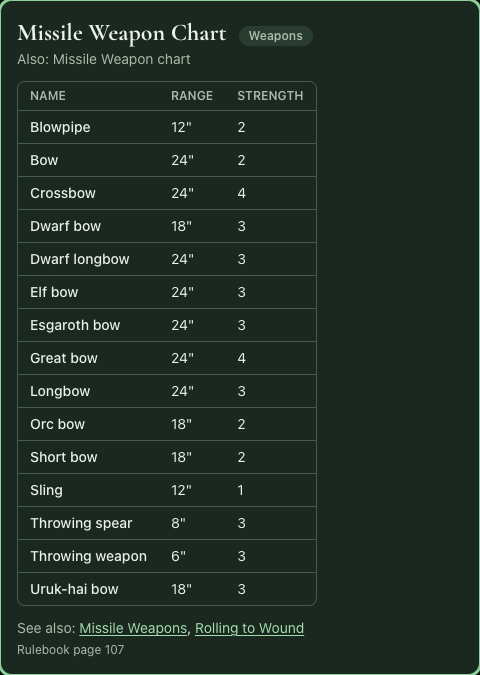 Missile Weapon Chart Weapons
Also: Missile Weapon chart
NAME RANGE STRENGTH
Blowpipe 12" 2
Bow 24" 2
Crossbow 24" 4
Dwarf bow 18" 3
Dwarf longbow 24" 3
Elf bow 24" 3
Esgaroth bow 24" 3
Great bow 24" 4
Longbow 24" 3
Orc bow 18" 2
Short bow 18" 2
Sling 12" 1
Throwing spear 8" 3
Throwing weapon 6" 3
Uruk-hai bow 18" 3
See also: Missile Weapons, Rolling to Wound
Rulebook page 107